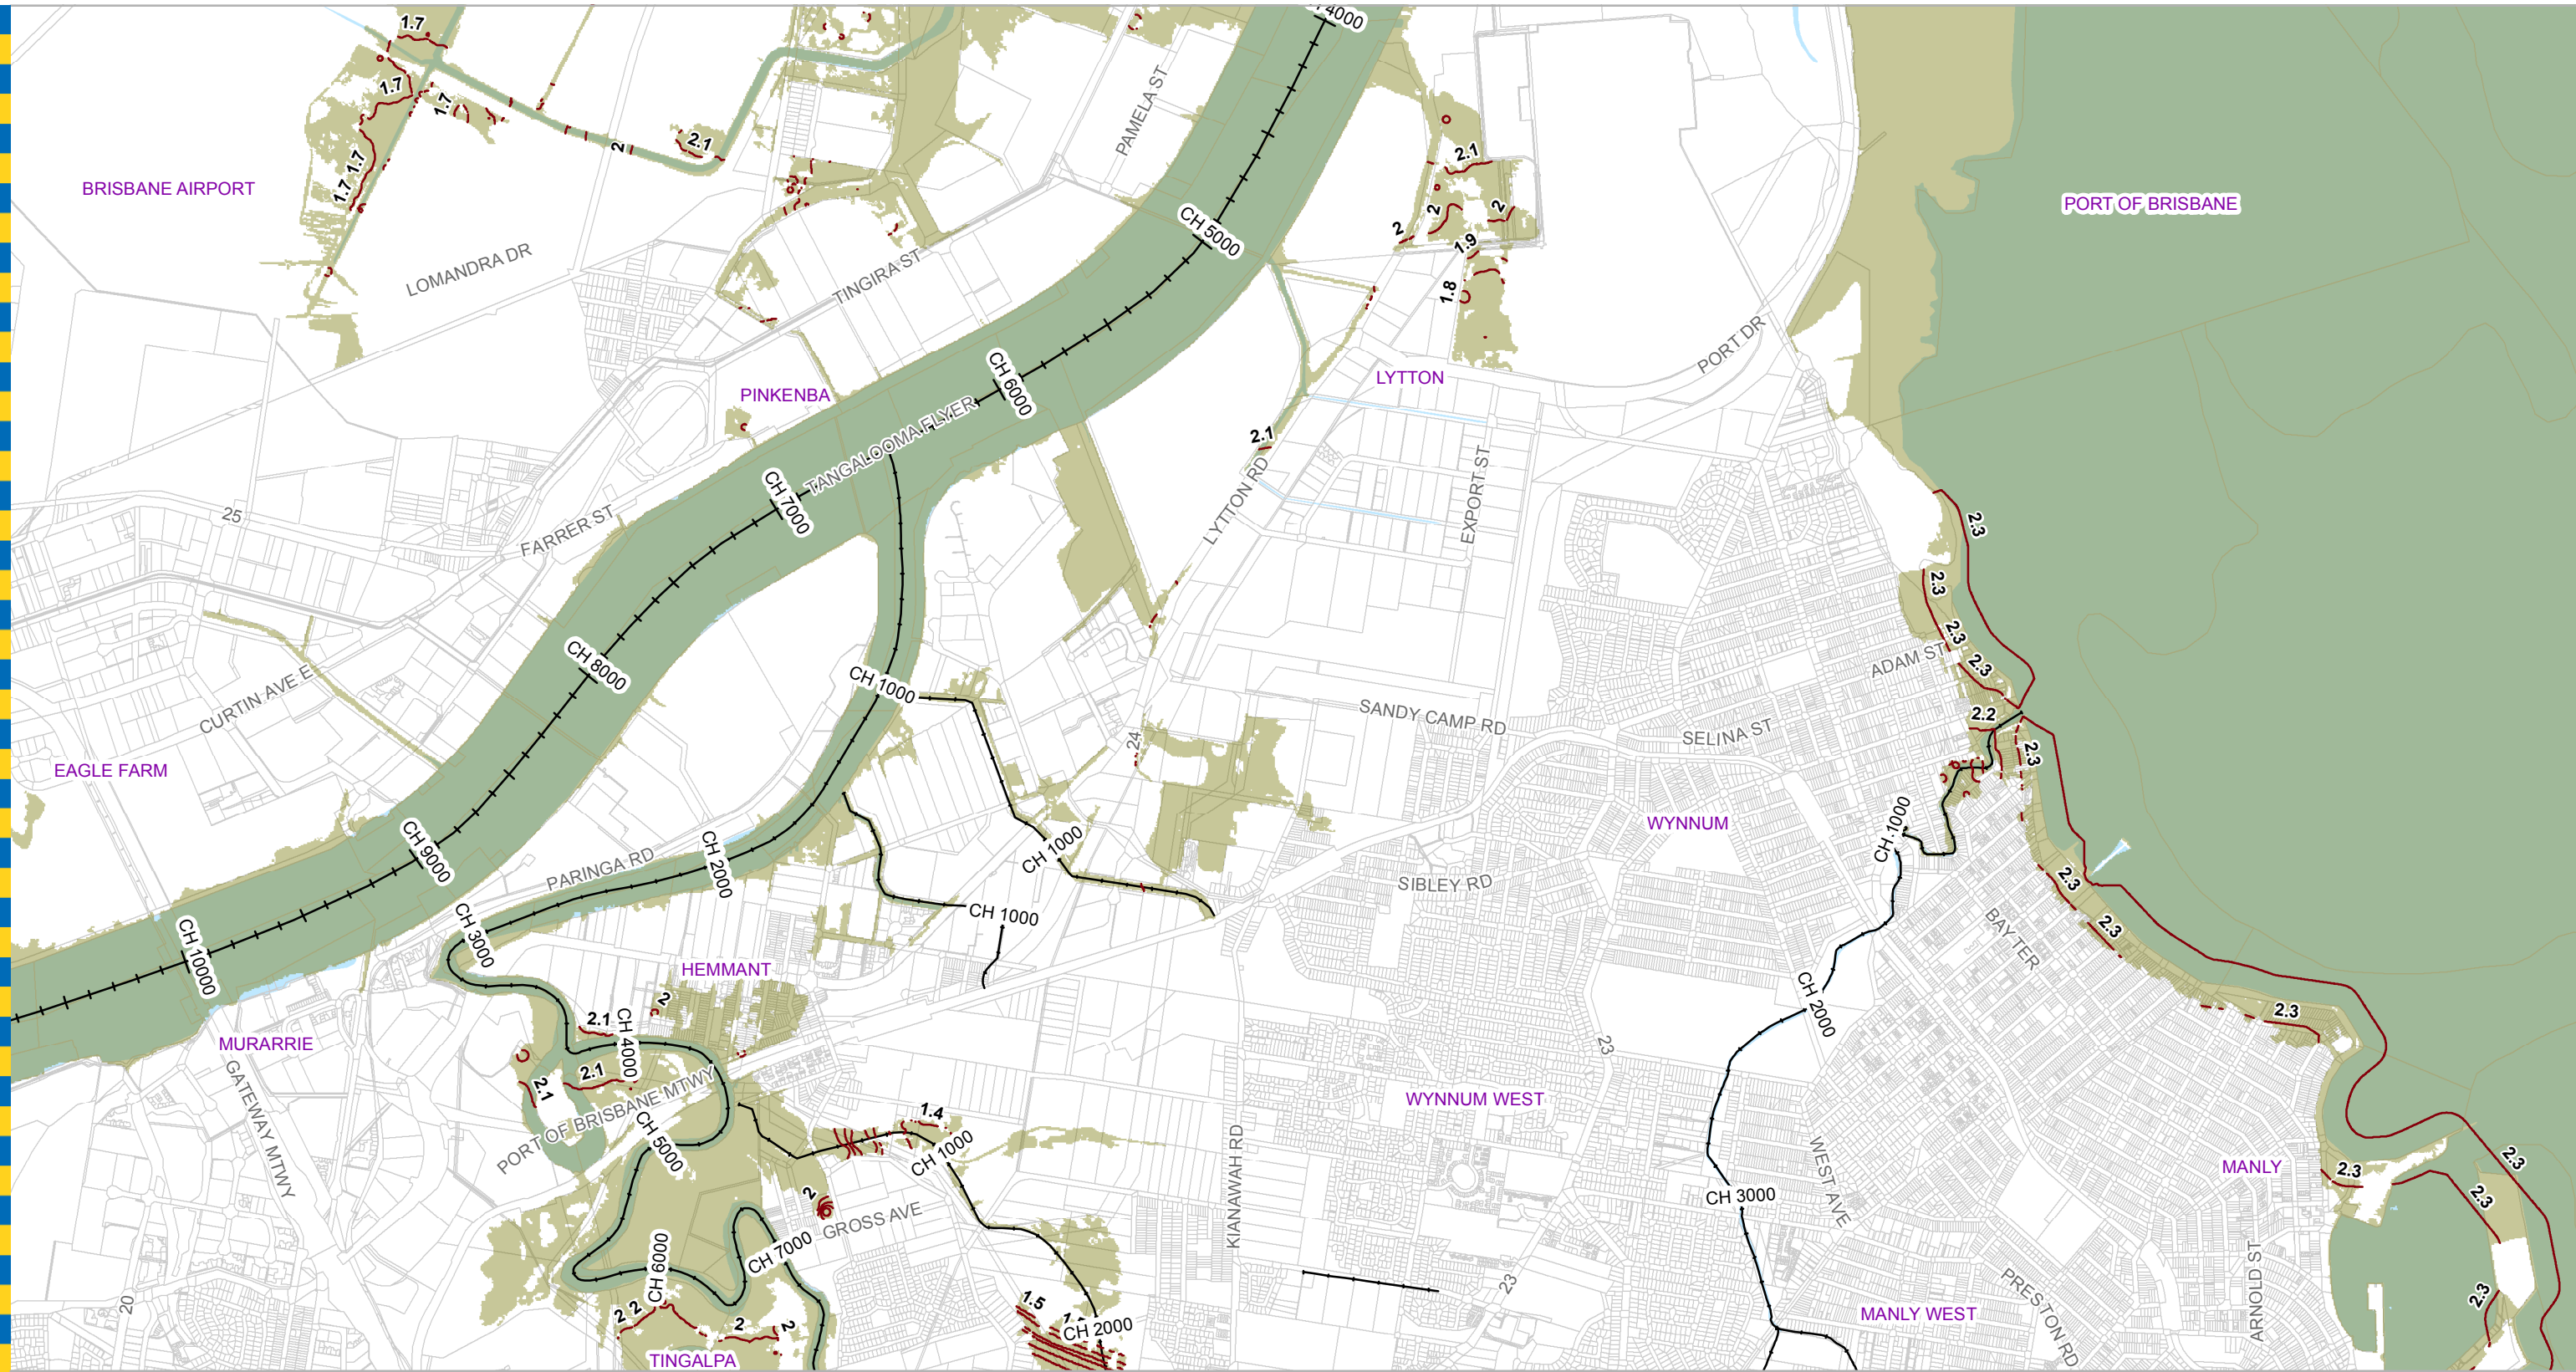 1.7
4000
1.7
1.7
PAMELA ST
2
2.1
2.1
1.7
1.7
BRISBANE AIRPORT
PORT OF BRISBANE
2
2
2
CH 5000
1.9
LOMANDRA DR
TINGIRA ST
1.8
PORT DR
CH 6000
LYTTON
PINKENBA
TANGALOOMA FLYER
2.1
CH 7000
LYTTON RD
EXPORT ST
25
FARRER ST
2.3
2.3
2.3
CH 8000
ADAM ST
2.3
CH 1000
CURTIN AVE E
SANDY CAMP RD
2.2
SELINA ST
24
2.3
EAGLE FARM
WYNNUM
CH 1000
CH 9000
CH 1000
CH 2000
PARINGA RD
SIBLEY RD
2.3
CH 1000
2.3
BAY TER
CH 3000
CH 10000
HEMMANT
2
CH 2000
2.3
2.1
CH 4000
MURARRIE
23
2.1
2.1
GATEWAY MTWY
PORT OF BRISBANE MTWY
WYNNUM WEST
1.4
CH 5000
CH 1000
KIANAWAH RD
WEST AVE
2.3
MANLY
2.3
CH 3000
2
2.3
GROSS AVE
CH 7000
CH 6000
23
ARNOLD ST
2.3
20
1.5
2
2
PRESTON RD
MANLY WEST
2
2
CH 2000
TINGALPA